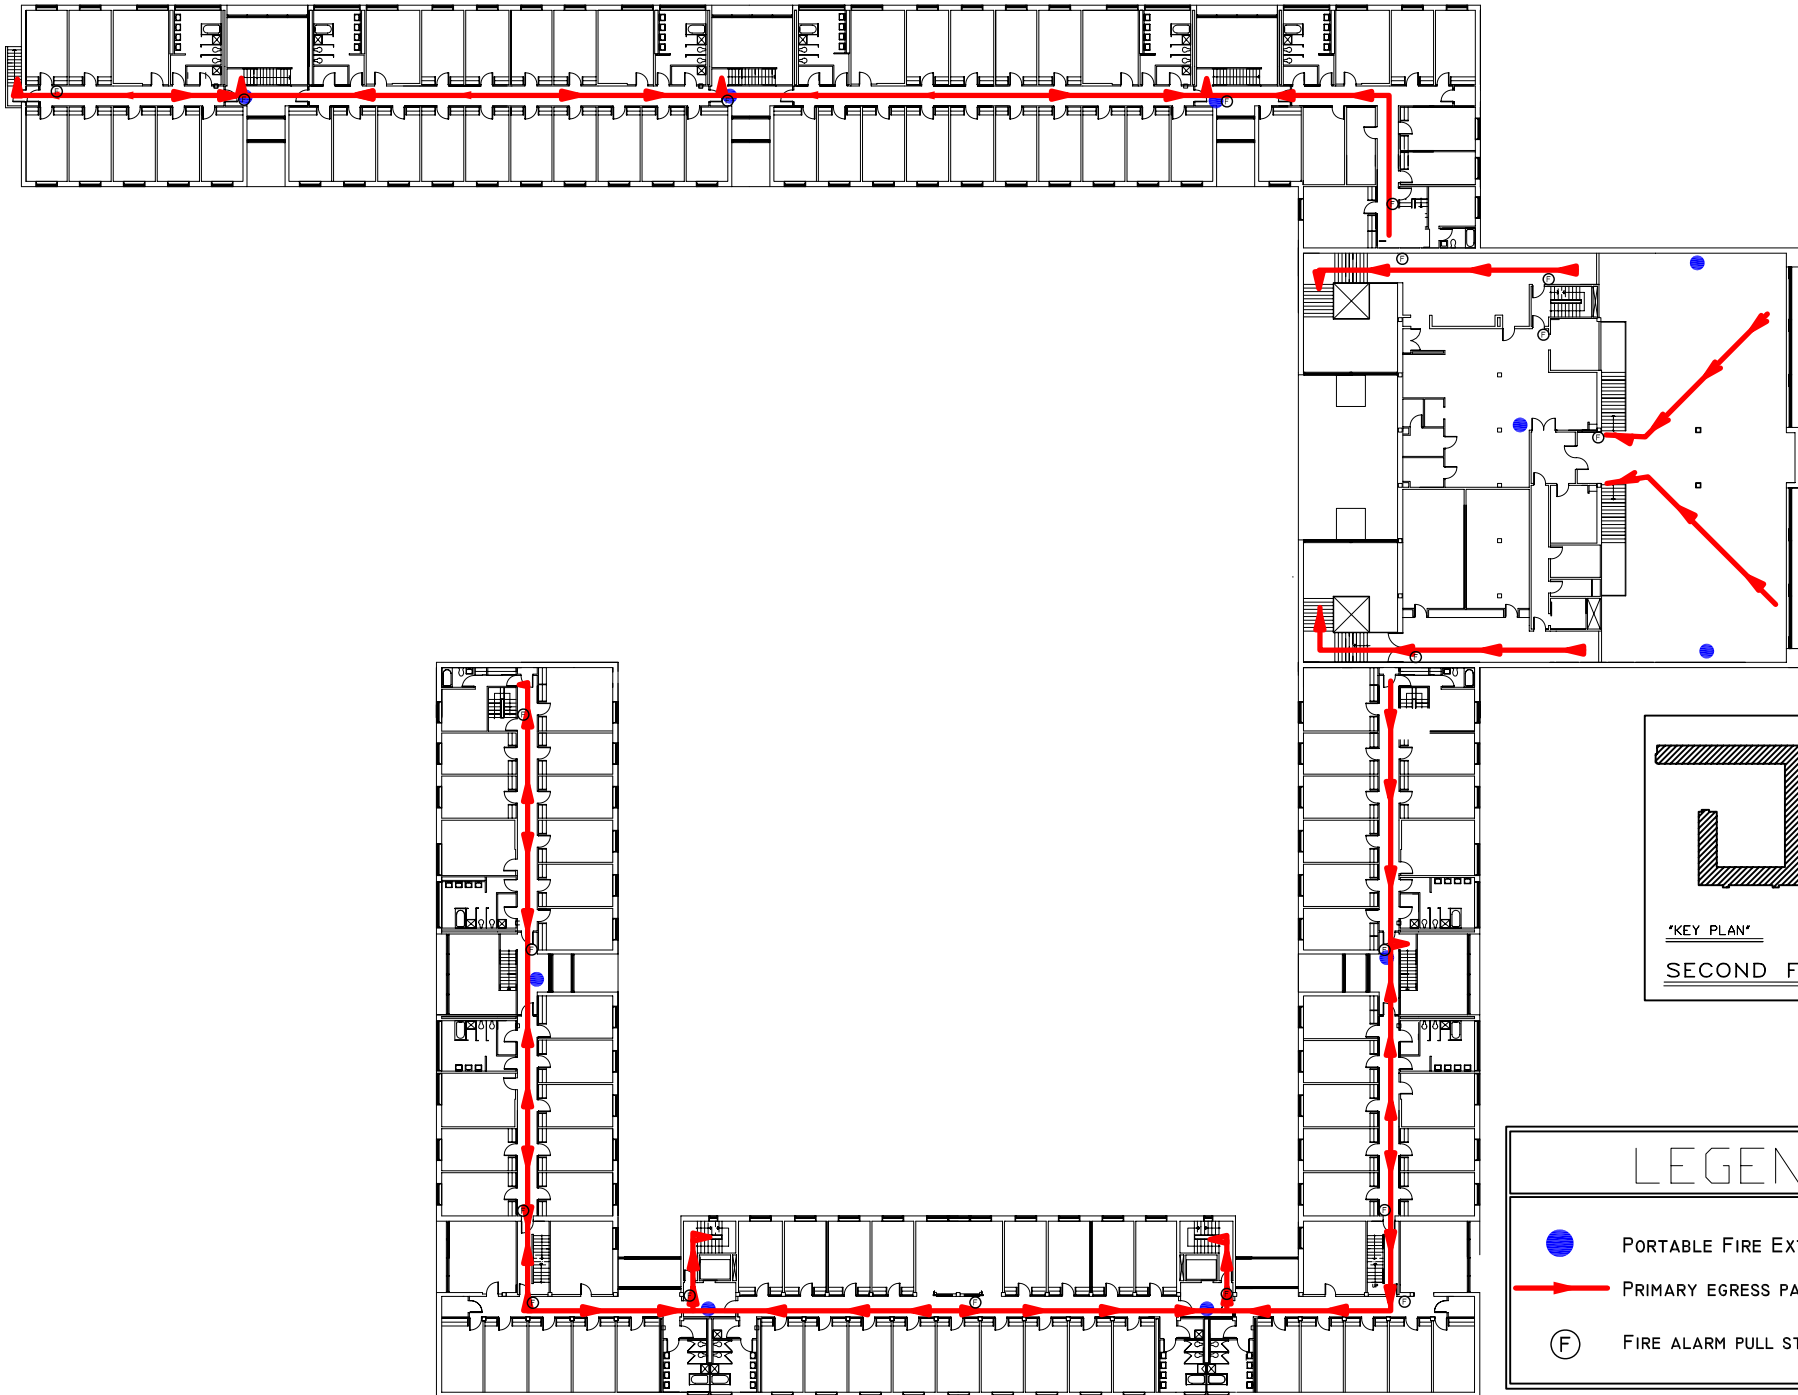 "KEY PLAN"
SECOND F
LEGEN
PORTABLE FIRE EX
PRIMARY EGRESS PA
F FIRE ALARM PULL ST